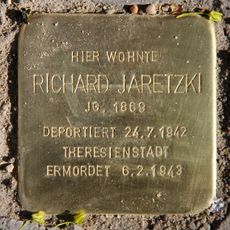 HIER WOHNTE
RICHARD JARETZKI
JG. 1869
DEPORTIERT 24.7.1942
THERESIENSTADT
ERMORDET 6.2.1943